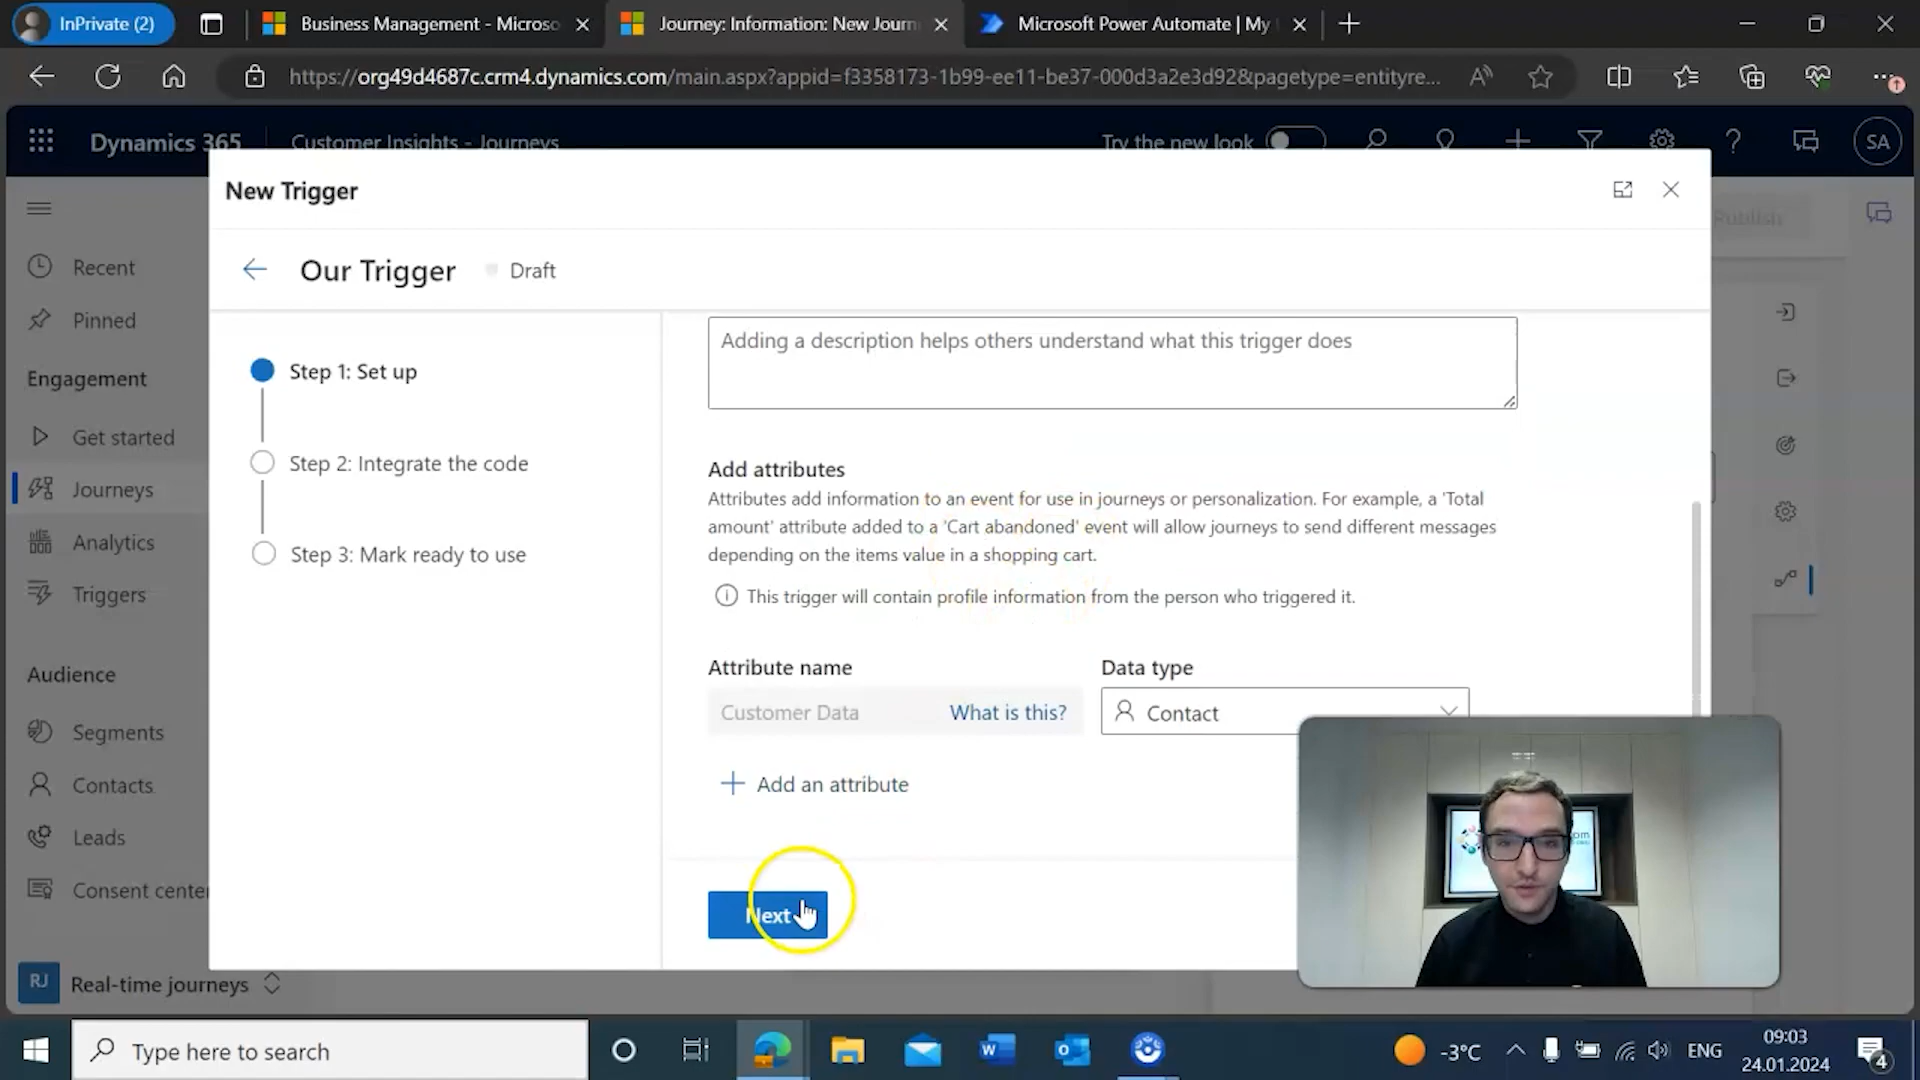 InPrivate (2)
Business Management - Microso
Journey: Information: New Journ
Microsoft Power Automate | My
https://org49d4687c.crm4.dynamics.com/main.aspx?appid=f3358173-1b99-ee11-be37-000d3a2e3d92&pagetype=entityre...
Dynamics 365
Customer Insights - Journeys
Try the new look
SA
New Trigger
Publish
Our Trigger
Draft
Recent
Pinned
Engagement
Get started
Journeys
Analytics
Triggers
Audience
Segments
Contacts
Leads
Consent center
RJ
Real-time journeys
Step 1: Set up
Step 2: Integrate the code
Step 3: Mark ready to use
Adding a description helps others understand what this trigger does
Add attributes
Attributes add information to an event for use in journeys or personalization. For example, a 'Total
amount' attribute added to a 'Cart abandoned' event will allow journeys to send different messages
depending on the items value in a shopping cart.
This trigger will contain profile information from the person who triggered it.
Attribute name
Data type
Customer Data
What is this?
Contact
Add an attribute
Next
Type here to search
-3°C
ENG
09:03
24.01.2024
4